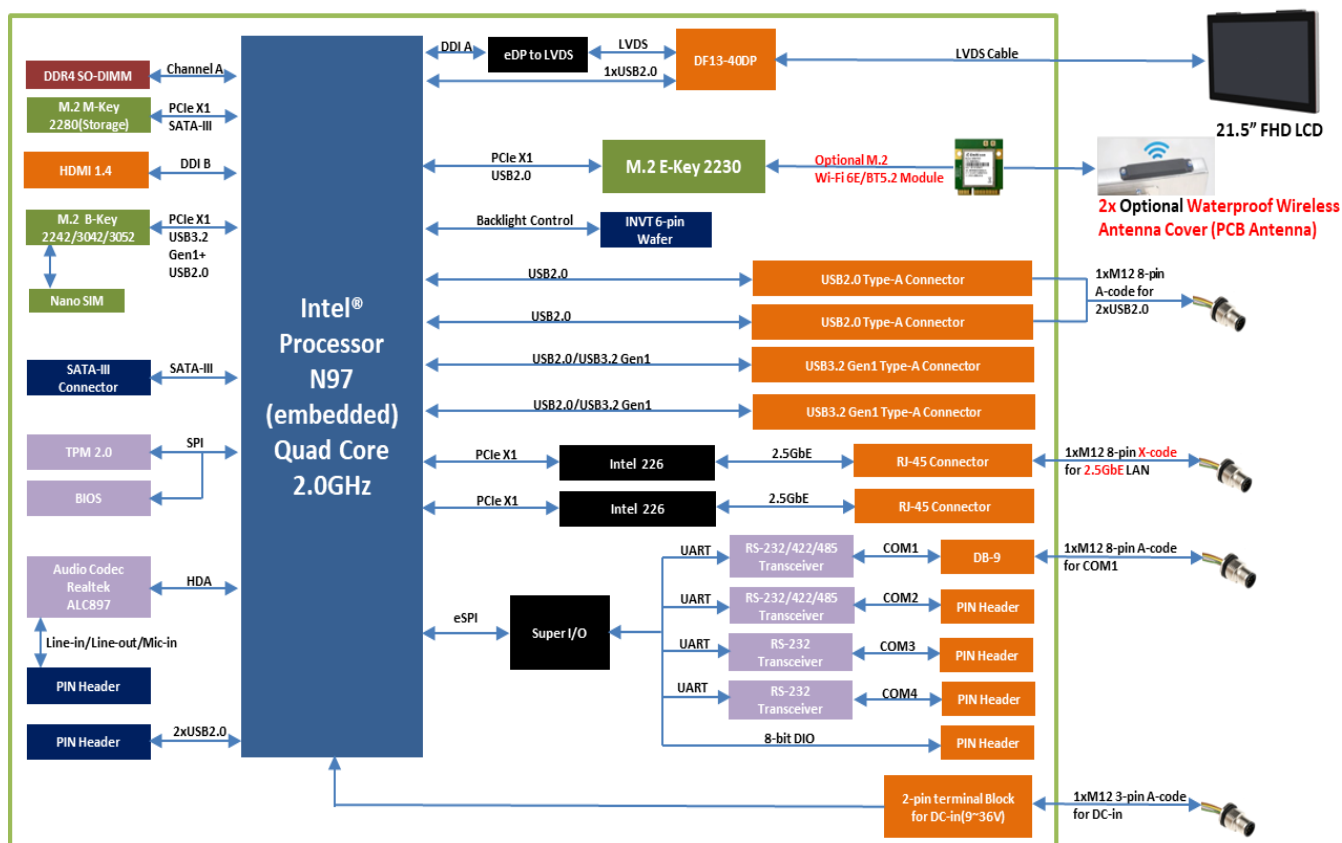 DDR4 SO-DIMM
Channel A
M.2 M-Key
2280(Storage)
PCIe X1
SATA-III
HDMI 1.4
DDI B
M.2 B-Key
2242/3042/3052
PCIe X1
USB3.2
Gen1+
USB2.0
Nano SIM
SATA-III
Connector
SATA-III
TPM 2.0
SPI
BIOS
Audio Codec
Realtek
ALC897
HDA
Line-in/Line-out/Mic-in
PIN Header
PIN Header
2xUSB2.0
Intel®
Processor
N97
(embedded)
Quad Core
2.0GHz
DDI A
eDP to LVDS
LVDS
1xUSB2.0
DF13-40DP
LVDS Cable
21.5” FHD LCD
PCIe X1
USB2.0
M.2 E-Key 2230
Optional M.2
Wi-Fi 6E/BT5.2 Module
2x Optional Waterproof Wireless
Antenna Cover (PCB Antenna)
Backlight Control
INVT 6-pin
Wafer
USB2.0
USB2.0 Type-A Connector
USB2.0
USB2.0 Type-A Connector
1xM12 8-pin
A-code for
2xUSB2.0
USB2.0/USB3.2 Gen1
USB3.2 Gen1 Type-A Connector
USB2.0/USB3.2 Gen1
USB3.2 Gen1 Type-A Connector
PCIe X1
Intel 226
2.5GbE
RJ-45 Connector
1xM12 8-pin X-code
for 2.5GbE LAN
PCIe X1
Intel 226
2.5GbE
RJ-45 Connector
eSPI
Super I/O
UART
RS-232/422/485
Transceiver
COM1
DB-9
1xM12 8-pin A-code
for COM1
UART
RS-232/422/485
Transceiver
COM2
PIN Header
UART
RS-232
Transceiver
COM3
PIN Header
UART
RS-232
Transceiver
COM4
PIN Header
8-bit DIO
PIN Header
2-pin terminal Block
for DC-in(9~36V)
1xM12 3-pin A-code
for DC-in